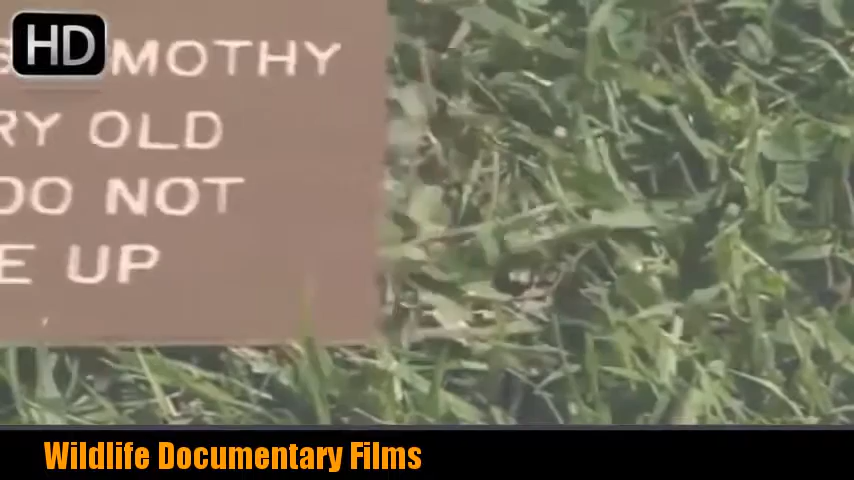 HD
MOTHY
RY OLD
DO NOT
E UP
Wildlife Documentary Films